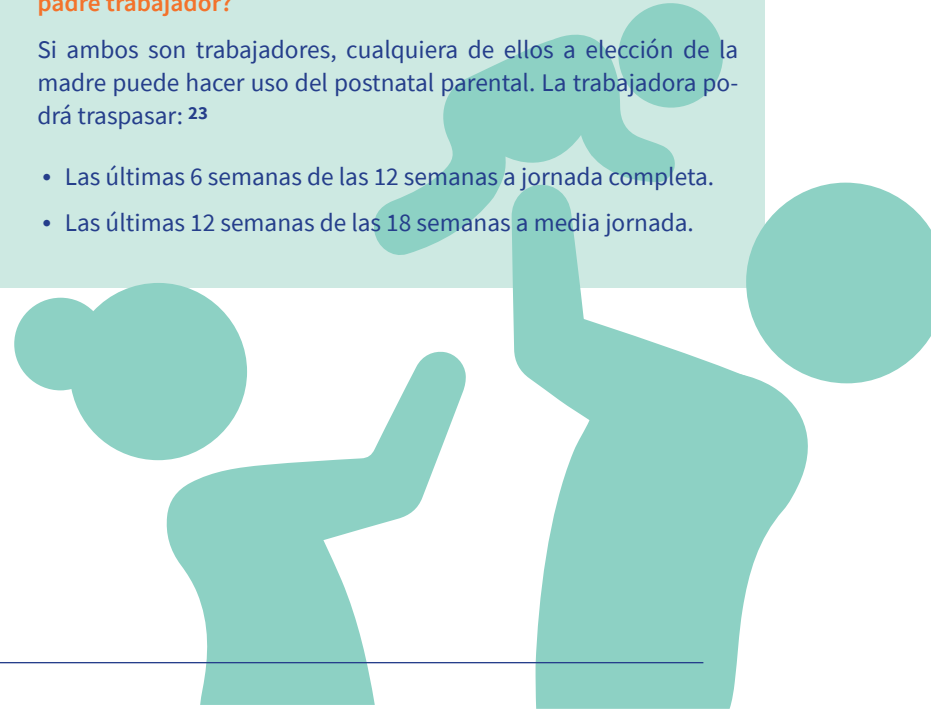 padre trabajador?
Si ambos son trabajadores, cualquiera de ellos a elección de la
madre puede hacer uso del postnatal parental. La trabajadora po-
drá traspasar: 23
• Las últimas 6 semanas de las 12 semanas a jornada completa.
• Las últimas 12 semanas de las 18 semanas a media jornada.